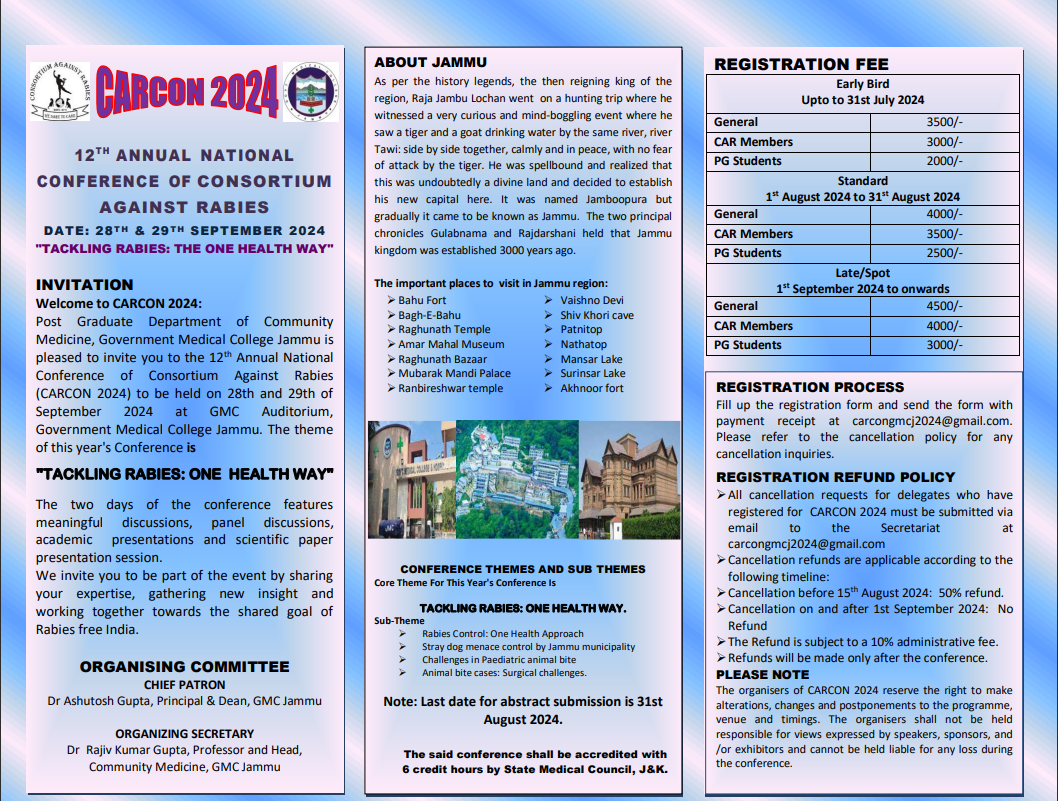 CONSORTIUM AGAINST RABIES
CARCON 2024
12TH ANNUAL NATIONAL
CONFERENCE OF CONSORTIUM
AGAINST RABIES
DATE: 28TH & 29TH SEPTEMBER 2024
"TACKLING RABIES: THE ONE HEALTH WAY"
INVITATION
Welcome to CARCON 2024:
Post Graduate Department of Community
Medicine, Government Medical College Jammu is
pleased to invite you to the 12th Annual National
Conference of Consortium Against Rabies
(CARCON 2024) to be held on 28th and 29th of
September 2024 at GMC Auditorium,
Government Medical College Jammu. The theme
of this year's Conference is
"TACKLING RABIES: ONE HEALTH WAY"
The two days of the conference features
meaningful discussions, panel discussions,
academic presentations and scientific paper
presentation session.
We invite you to be part of the event by sharing
your expertise, gathering new insight and
working together towards the shared goal of
Rabies free India.
ORGANISING COMMITTEE
CHIEF PATRON
Dr Ashutosh Gupta, Principal & Dean, GMC Jammu
ORGANIZING SECRETARY
Dr Rajiv Kumar Gupta, Professor and Head,
Community Medicine, GMC Jammu
ABOUT JAMMU
As per the history legends, the then reigning king of the
region, Raja Jambu Lochan went on a hunting trip where he
witnessed a very curious and mind-boggling event where he
saw a tiger and a goat drinking water by the same river, river
Tawi: side by side together, calmly and in peace, with no fear
of attack by the tiger. He was spellbound and realized that
this was undoubtedly a divine land and decided to establish
his new capital here. It was named Jamboopura but
gradually it came to be known as Jammu. The two principal
chronicles Gulabnama and Rajdarshani held that Jammu
kingdom was established 3000 years ago.
The important places to visit in Jammu region:
➢ Bahu Fort
➢ Bagh-E-Bahu
➢ Raghunath Temple
➢ Amar Mahal Museum
➢ Raghunath Bazaar
➢ Mubarak Mandi Palace
➢ Ranbireshwar temple
➢ Vaishno Devi
➢ Shiv Khori cave
➢ Patnitop
➢ Nathatop
➢ Mansar Lake
➢ Surinsar Lake
➢ Akhnoor fort
CONFERENCE THEMES AND SUB THEMES
Core Theme For This Year's Conference Is
TACKLING RABIES: ONE HEALTH WAY.
Sub-Theme
➢ Rabies Control: One Health Approach
➢ Stray dog menace control by Jammu municipality
➢ Challenges in Paediatric animal bite
➢ Animal bite cases: Surgical challenges.
Note: Last date for abstract submission is 31st
August 2024.
The said conference shall be accredited with
6 credit hours by State Medical Council, J&K.
REGISTRATION FEE
Early Bird
Upto to 31st July 2024
General 3500/-
CAR Members 3000/-
PG Students 2000/-
Standard
1st August 2024 to 31st August 2024
General 4000/-
CAR Members 3500/-
PG Students 2500/-
Late/Spot
1st September 2024 to onwards
General 4500/-
CAR Members 4000/-
PG Students 3000/-
REGISTRATION PROCESS
Fill up the registration form and send the form with
payment receipt at carcongmcj2024@gmail.com.
Please refer to the cancellation policy for any
cancellation inquiries.
REGISTRATION REFUND POLICY
➢ All cancellation requests for delegates who have
registered for CARCON 2024 must be submitted via
email to the Secretariat at
carcongmcj2024@gmail.com
➢ Cancellation refunds are applicable according to the
following timeline:
➢ Cancellation before 15th August 2024: 50% refund.
➢ Cancellation on and after 1st September 2024: No
Refund
➢ The Refund is subject to a 10% administrative fee.
➢ Refunds will be made only after the conference.
PLEASE NOTE
The organisers of CARCON 2024 reserve the right to make
alterations, changes and postponements to the programme,
venue and timings. The organisers shall not be held
responsible for views expressed by speakers, sponsors, and
/or exhibitors and cannot be held liable for any loss during
the conference.